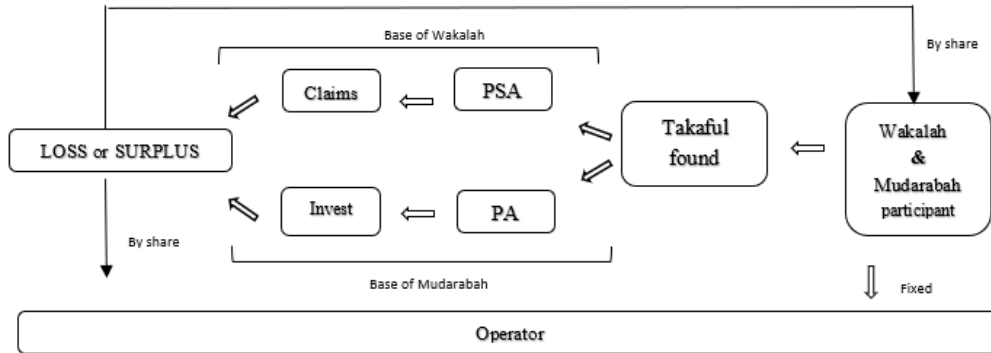 Base of Wakalah
By share
Claims
PSA
Takaful
found
Wakalah
&
Mudarabah
participant
LOSS or SURPLUS
Invest
PA
By share
Base of Mudarabah
Fixed
Operator